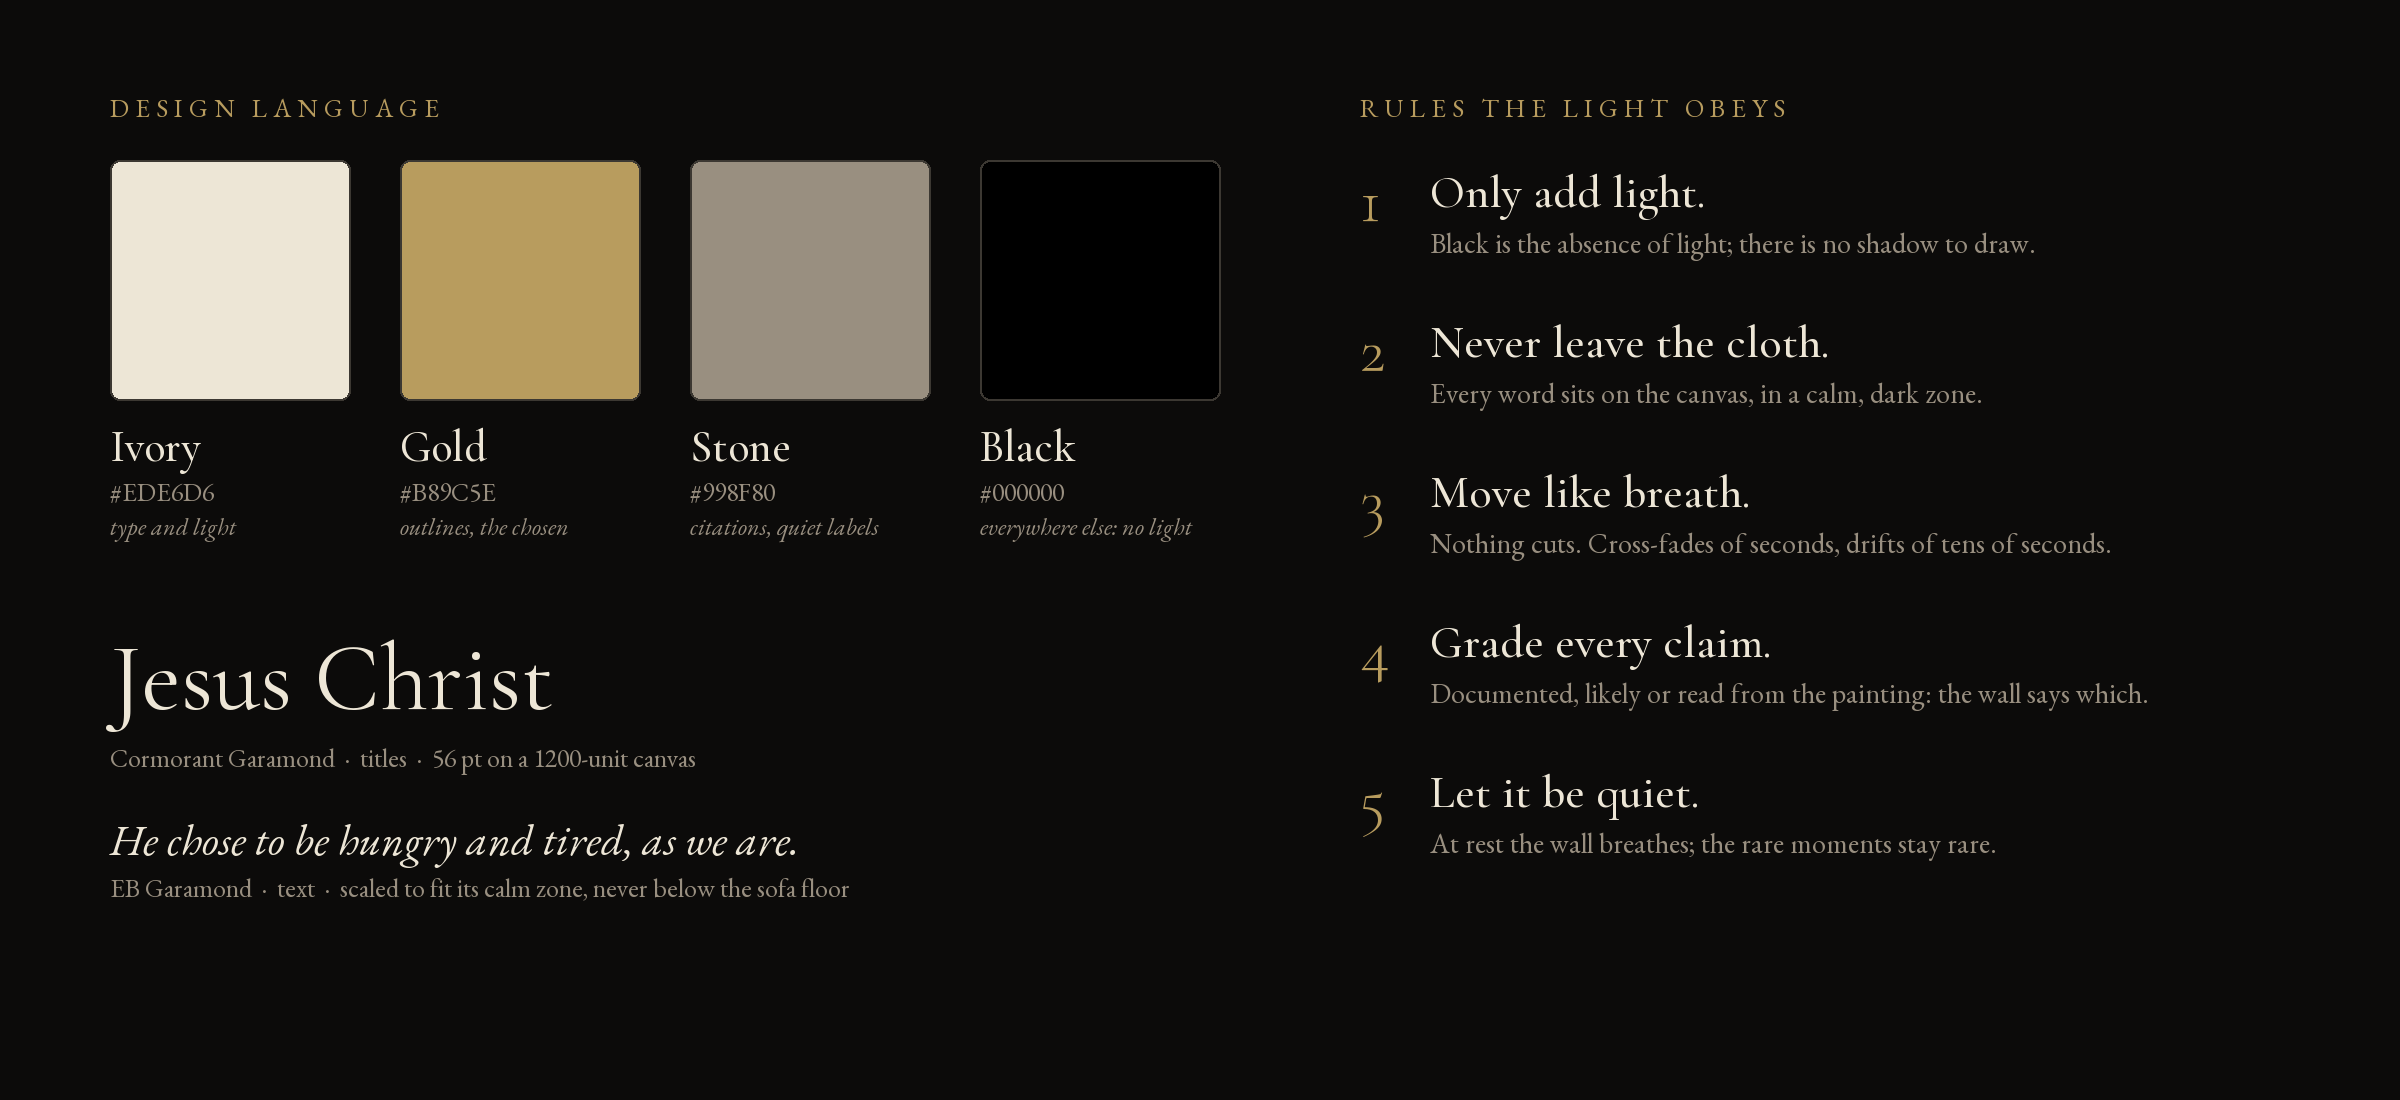 DESIGN LANGUAGE
Ivory
#EDE6D6
type and light
Gold
#B89C5E
outlines, the chosen
Stone
#998F80
citations, quiet labels
Black
#000000
everywhere else: no light
Jesus Christ
Cormorant Garamond · titles · 56 pt on a 1200-unit canvas
He chose to be hungry and tired, as we are.
EB Garamond · text · scaled to fit its calm zone, never below the sofa floor
RULES THE LIGHT OBEYS
1 Only add light.
Black is the absence of light; there is no shadow to draw.
2 Never leave the cloth.
Every word sits on the canvas, in a calm, dark zone.
3 Move like breath.
Nothing cuts. Cross-fades of seconds, drifts of tens of seconds.
4 Grade every claim.
Documented, likely or read from the painting: the wall says which.
5 Let it be quiet.
At rest the wall breathes; the rare moments stay rare.